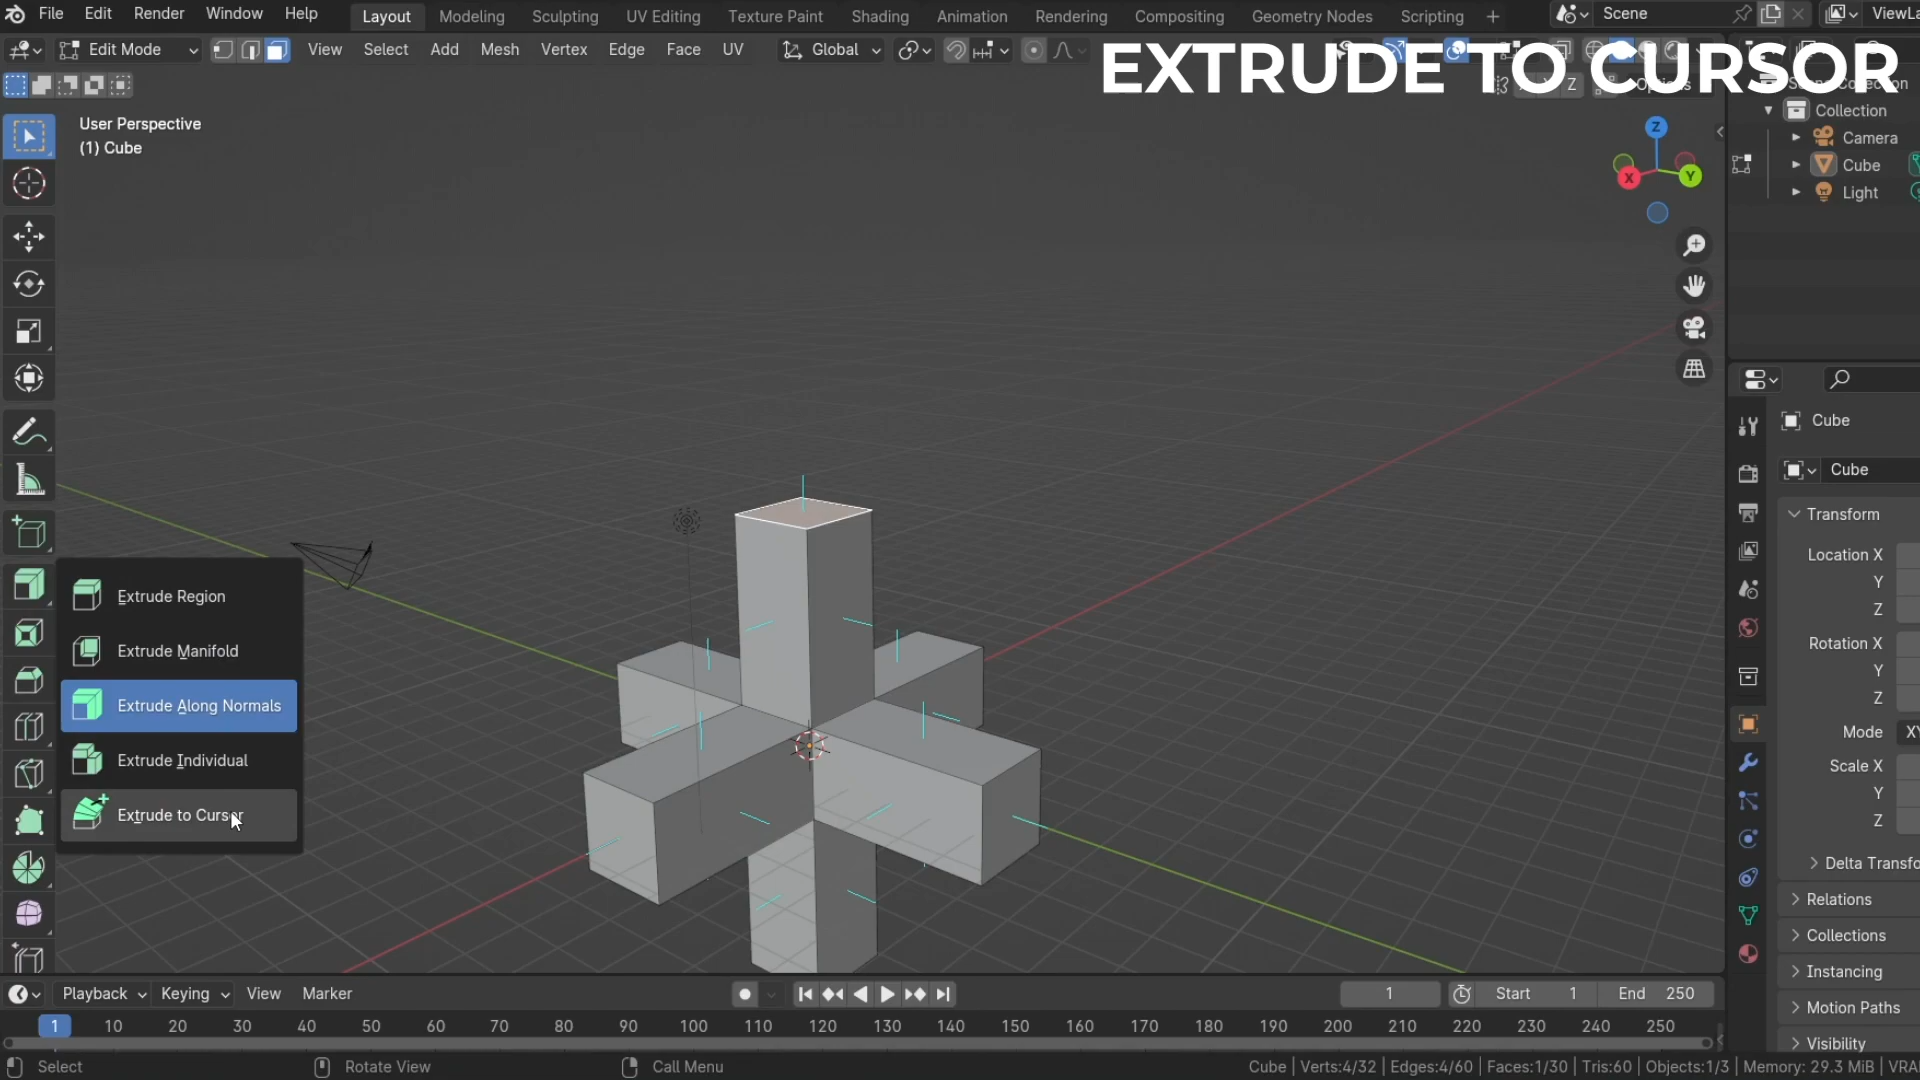 File Edit Render Window Help Layout Modeling Sculpting UV Editing Texture Paint Shading Animation Rendering Compositing Geometry Nodes Scripting + Scene ViewLa
Edit Mode View Select Add Mesh Vertex Edge Face UV Global
EXTRUDE TO CURSOR
Z
User Perspective
(1) Cube
Collection
Camera
Cube
Light
Z
X
Y
Cube
Cube
Transform
Location X
Y
Z
Rotation X
Y
Z
Mode XY
Scale X
Y
Z
Delta Transfo
Relations
Collections
Instancing
Motion Paths
Visibility
Extrude Region
Extrude Manifold
Extrude Along Normals
Extrude Individual
Extrude to Cursor
Playback Keying View Marker 1 Start 1 End 250
1 10 20 30 40 50 60 70 80 90 100 110 120 130 140 150 160 170 180 190 200 210 220 230 240 250
Select Rotate View Call Menu Cube | Verts:4/32 | Edges:4/60 | Faces:1/30 | Tris:60 | Objects:1/3 | Memory: 29.3 MiB | VRA